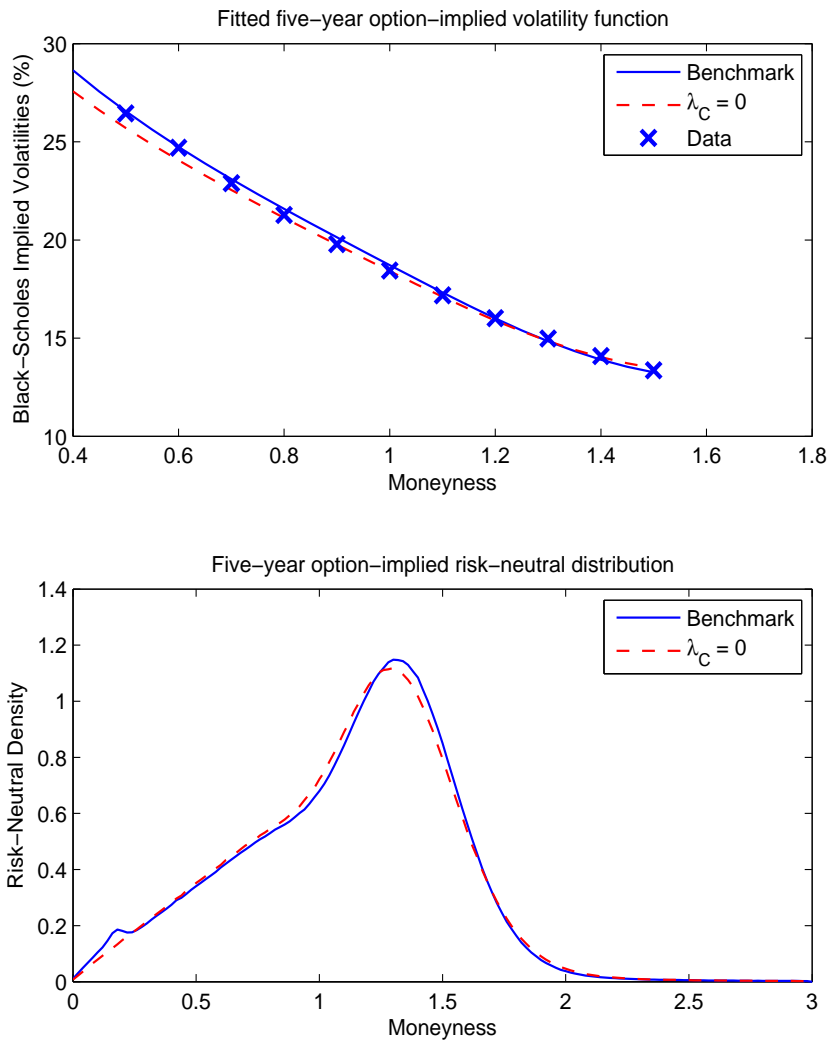 Fitted five−year option−implied volatility function
Black−Scholes Implied Volatilities (%)
30
25
20
15
10
0.4 0.6 0.8 1 1.2 1.4 1.6 1.8
Moneyness
Benchmark
λC = 0
Data
Five−year option−implied risk−neutral distribution
Risk−Neutral Density
1.4
1.2
1
0.8
0.6
0.4
0.2
0
0 0.5 1 1.5 2 2.5 3
Moneyness
Benchmark
λC = 0